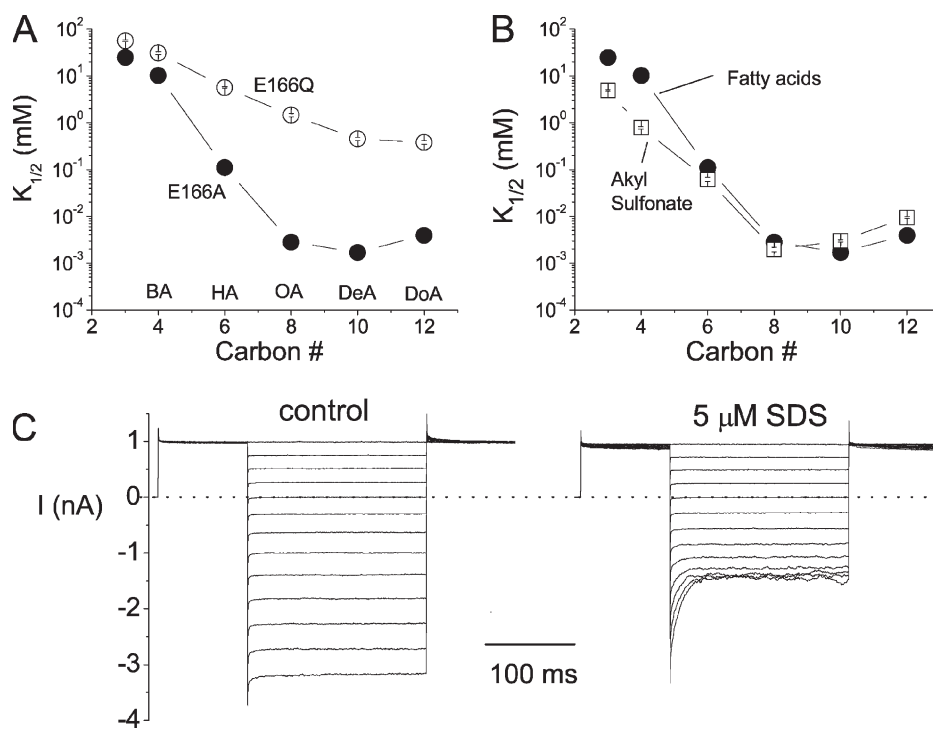 A
K1/2 (mM)
10^2
10^1
10^0
10^-1
10^-2
10^-3
10^-4
E166Q
E166A
BA HA OA DeA DoA
2 4 6 8 10 12
Carbon #
B
K1/2 (mM)
10^2
10^1
10^0
10^-1
10^-2
10^-3
10^-4
Fatty acids
Akyl
Sulfonate
2 4 6 8 10 12
Carbon #
C
control
5 μM SDS
I (nA)
1
0
-1
-2
-3
-4
100 ms